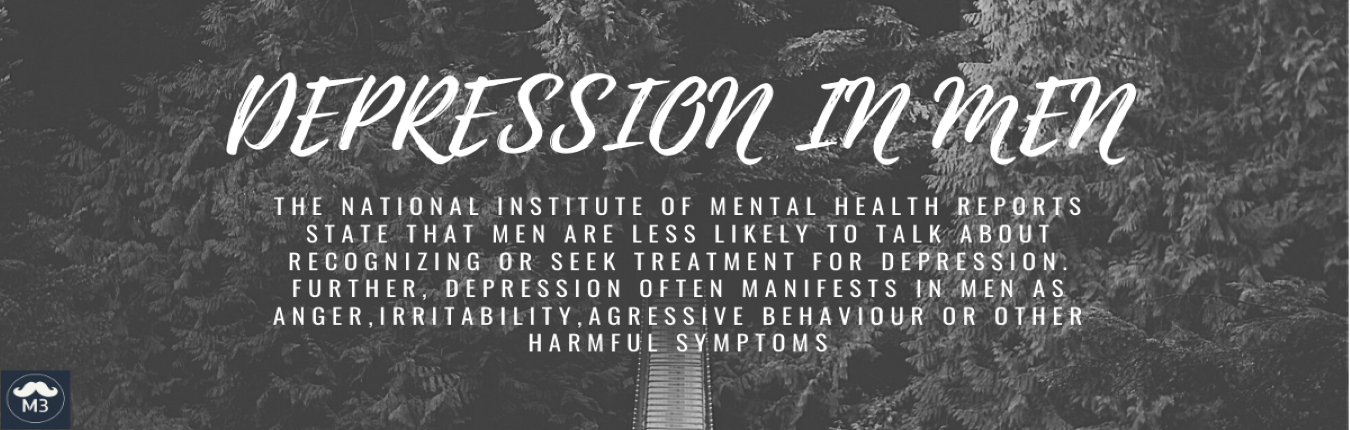 DEPRESSION IN MEN
THE NATIONAL INSTITUTE OF MENTAL HEALTH REPORTS
STATE THAT MEN ARE LESS LIKELY TO TALK ABOUT
RECOGNIZING OR SEEK TREATMENT FOR DEPRESSION.
FURTHER, DEPRESSION OFTEN MANIFESTS IN MEN AS
ANGER,IRRITABILITY,AGRESSIVE BEHAVIOUR OR OTHER
HARMFUL SYMPTOMS
M3